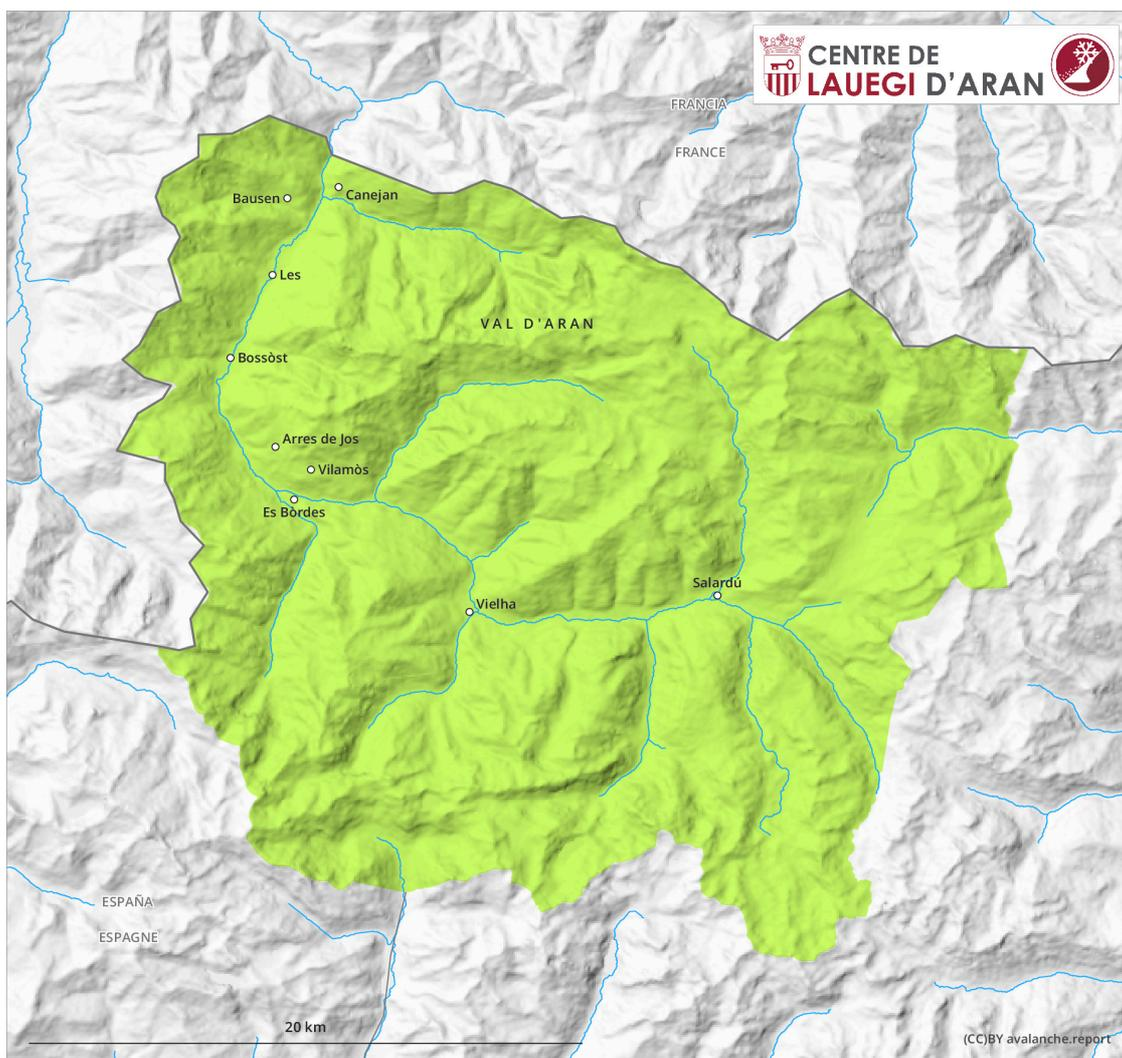 CENTRE DE
LAUEGI D'ARAN
FRANCIA
FRANCE
Bausen
Canejan
Les
VAL D'ARAN
Bossòst
Arres de Jos
Vilamòs
Es Bòrdes
Salardú
Vielha
ESPAÑA
ESPAGNE
20 km
(CC)BY avalanche.report